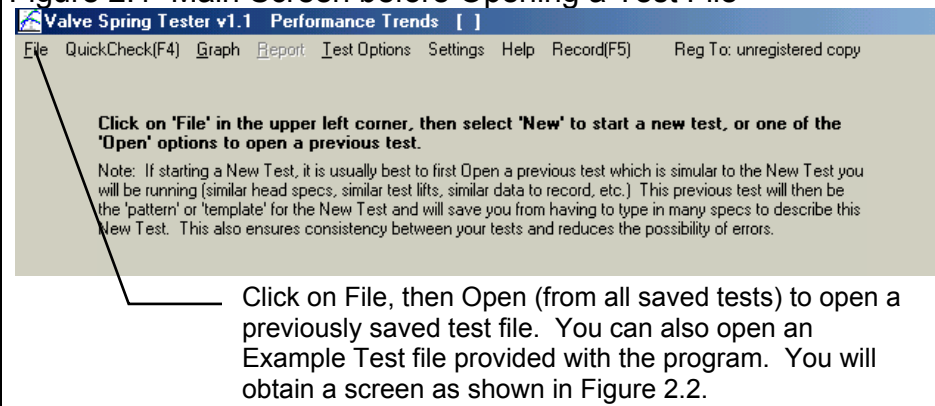 Figure 2.1 Main Screen before Opening a Test File
Valve Spring Tester v1.1 Performance Trends [ ]
File QuickCheck(F4) Graph Report Test Options Settings Help Record(F5) Reg To: unregistered copy
Click on 'File' in the upper left corner, then select 'New' to start a new test, or one of the
'Open' options to open a previous test.
Note: If starting a New Test, it is usually best to first Open a previous test which is simular to the New Test you
will be running (similar head specs, similar test lifts, similar data to record, etc.) This previous test will then be
the 'pattern' or 'template' for the New Test and will save you from having to type in many specs to describe this
New Test. This also ensures consistency between your tests and reduces the possibility of errors.
Click on File, then Open (from all saved tests) to open a
previously saved test file. You can also open an
Example Test file provided with the program. You will
obtain a screen as shown in Figure 2.2.